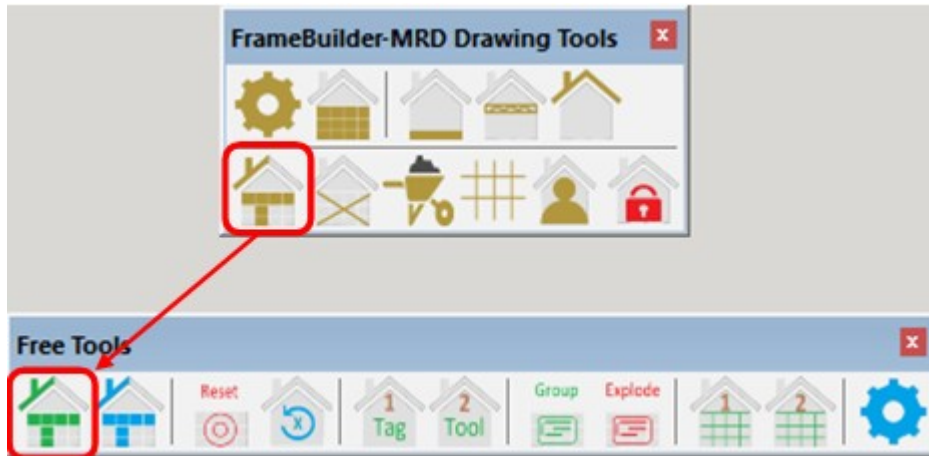 FrameBuilder-MRD Drawing Tools
x
Free Tools
x
Reset
x
1
Tag
2
Tool
Group
Explode
1
2